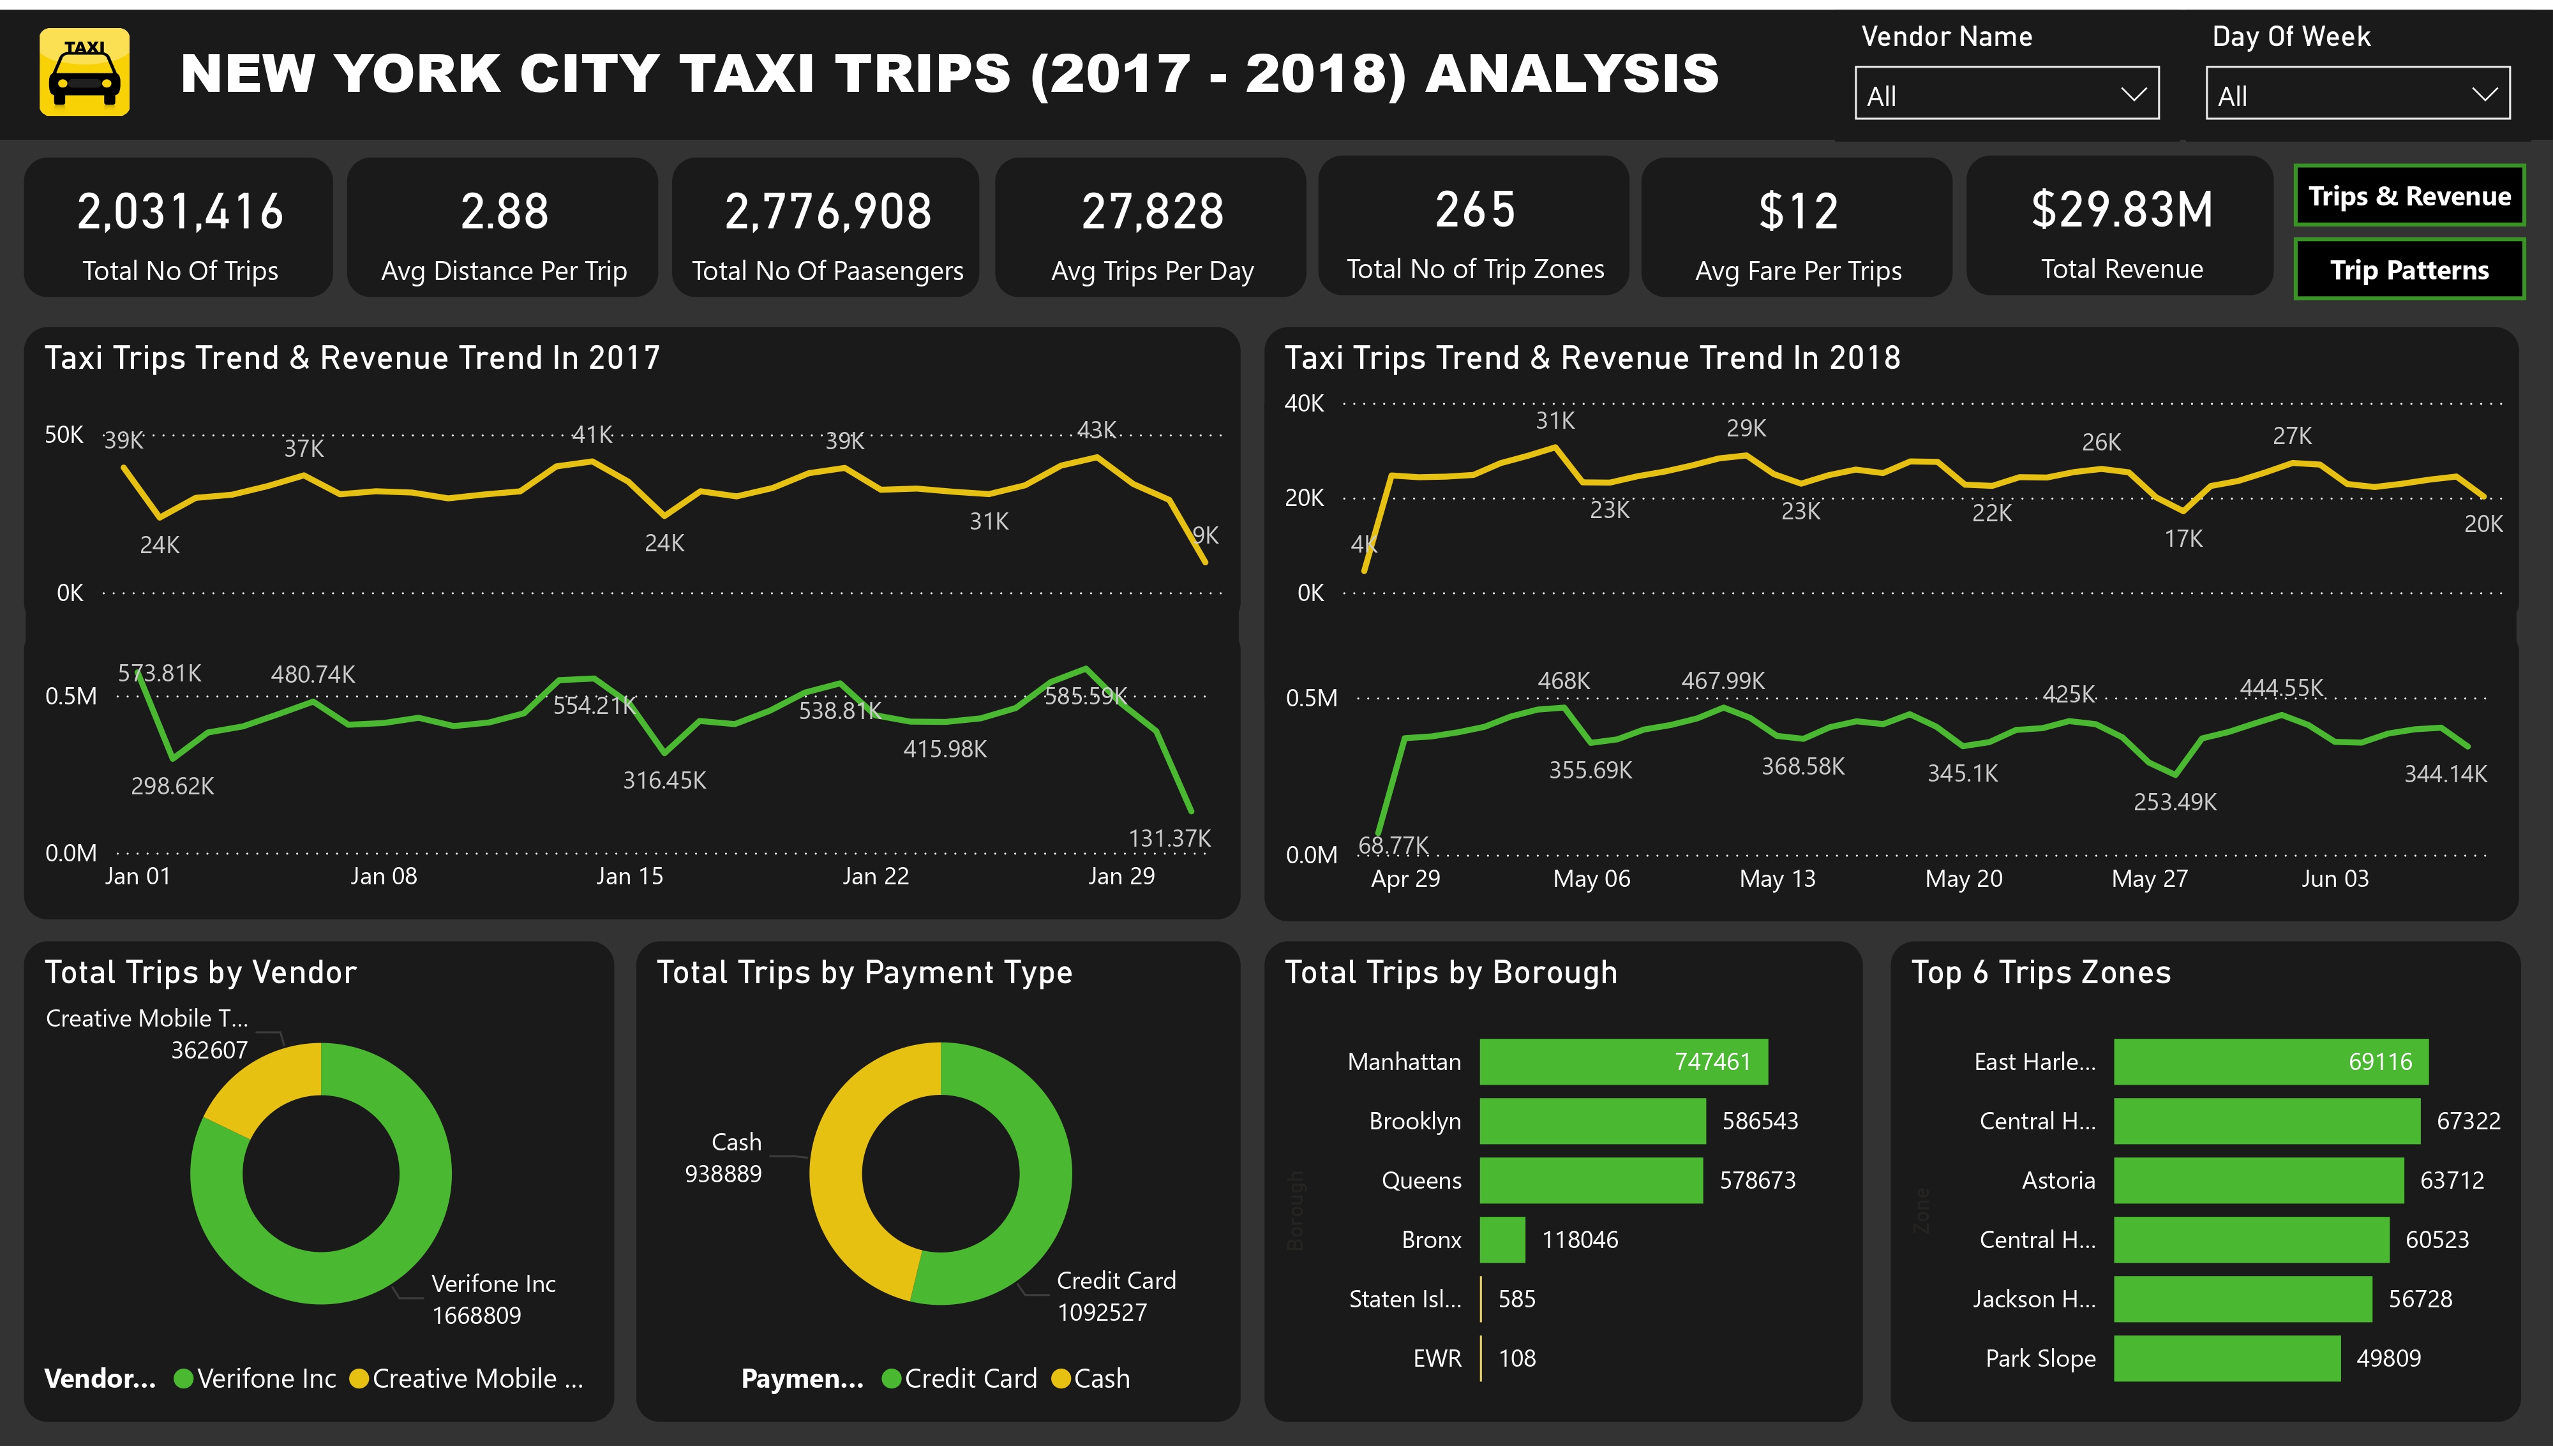 TAXI
NEW YORK CITY TAXI TRIPS (2017 - 2018) ANALYSIS
Vendor Name
All
Day Of Week
All
2,031,416
Total No Of Trips
2.88
Avg Distance Per Trip
2,776,908
Total No Of Paasengers
27,828
Avg Trips Per Day
265
Total No of Trip Zones
$12
Avg Fare Per Trips
$29.83M
Total Revenue
Trips & Revenue
Trip Patterns
Taxi Trips Trend & Revenue Trend In 2017
50K
0K
39K
24K
37K
41K
24K
39K
31K
43K
9K
0.5M
0.0M
573.81K
298.62K
480.74K
554.21K
316.45K
538.81K
415.98K
585.59K
131.37K
Jan 01
Jan 08
Jan 15
Jan 22
Jan 29
Taxi Trips Trend & Revenue Trend In 2018
40K
20K
0K
4K
31K
23K
29K
23K
22K
26K
17K
27K
20K
0.5M
0.0M
68.77K
468K
355.69K
467.99K
368.58K
345.1K
425K
253.49K
444.55K
344.14K
Apr 29
May 06
May 13
May 20
May 27
Jun 03
Total Trips by Vendor
Creative Mobile T...
362607
Verifone Inc
1668809
Vendor... Verifone Inc Creative Mobile ...
Total Trips by Payment Type
Cash
938889
Credit Card
1092527
Paymen... Credit Card Cash
Total Trips by Borough
Borough
Manhattan 747461
Brooklyn 586543
Queens 578673
Bronx 118046
Staten Isl... 585
EWR 108
Top 6 Trips Zones
Zone
East Harle... 69116
Central H... 67322
Astoria 63712
Central H... 60523
Jackson H... 56728
Park Slope 49809